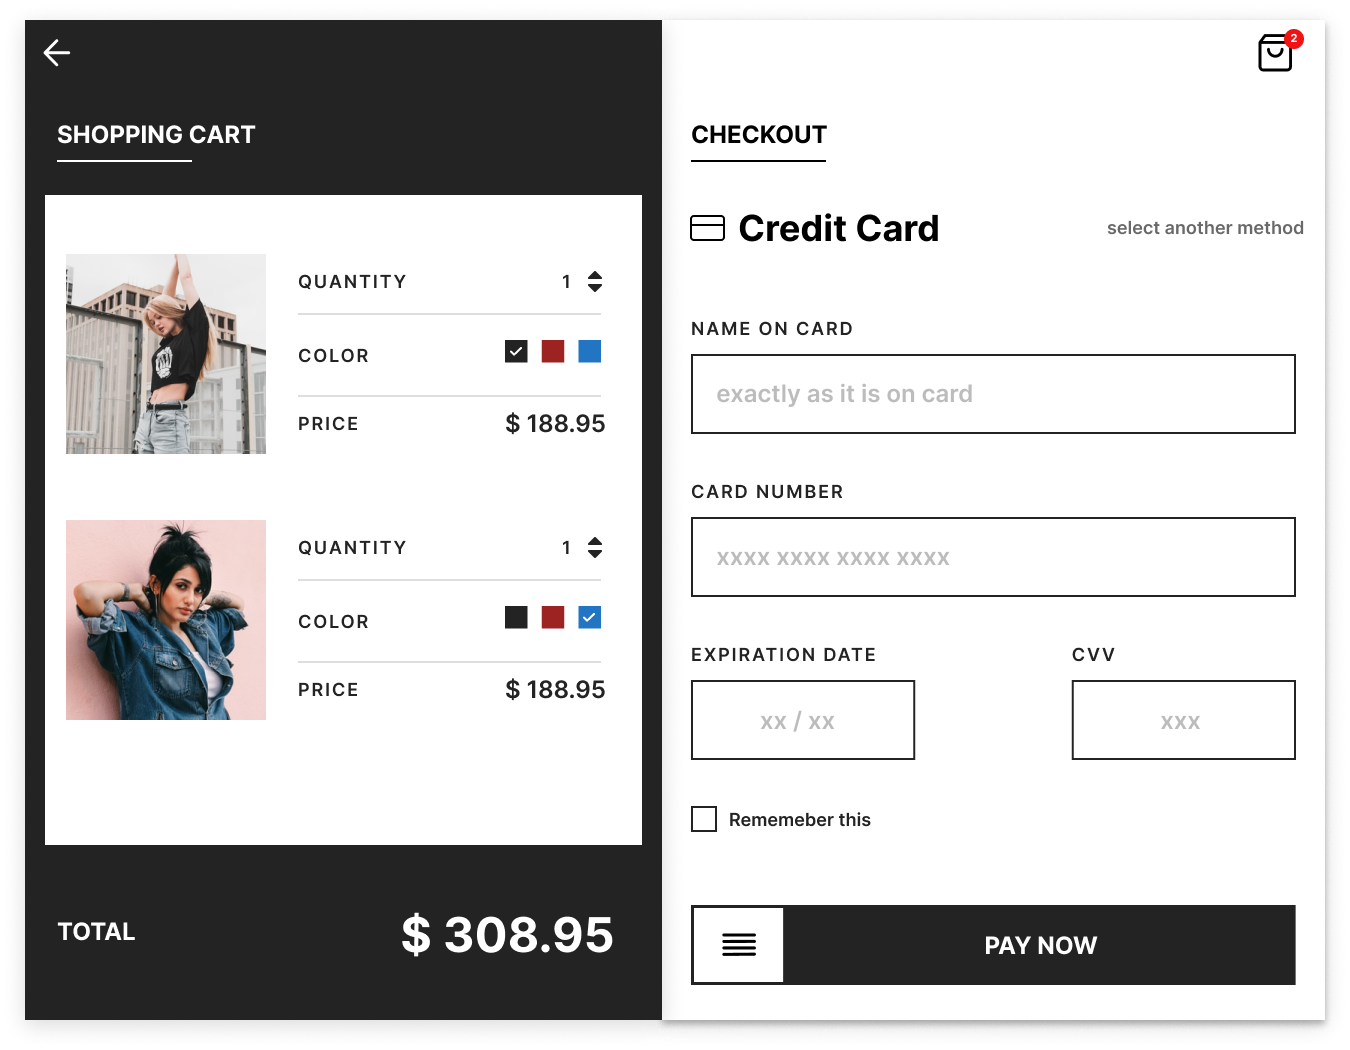 SHOPPING CART
QUANTITY 1
COLOR
PRICE $ 188.95
QUANTITY 1
COLOR
PRICE $ 188.95
TOTAL $ 308.95
2
CHECKOUT
Credit Card select another method
NAME ON CARD
exactly as it is on card
CARD NUMBER
xxxx xxxx xxxx xxxx
EXPIRATION DATE CVV
xx / xx xxx
Rememeber this
PAY NOW